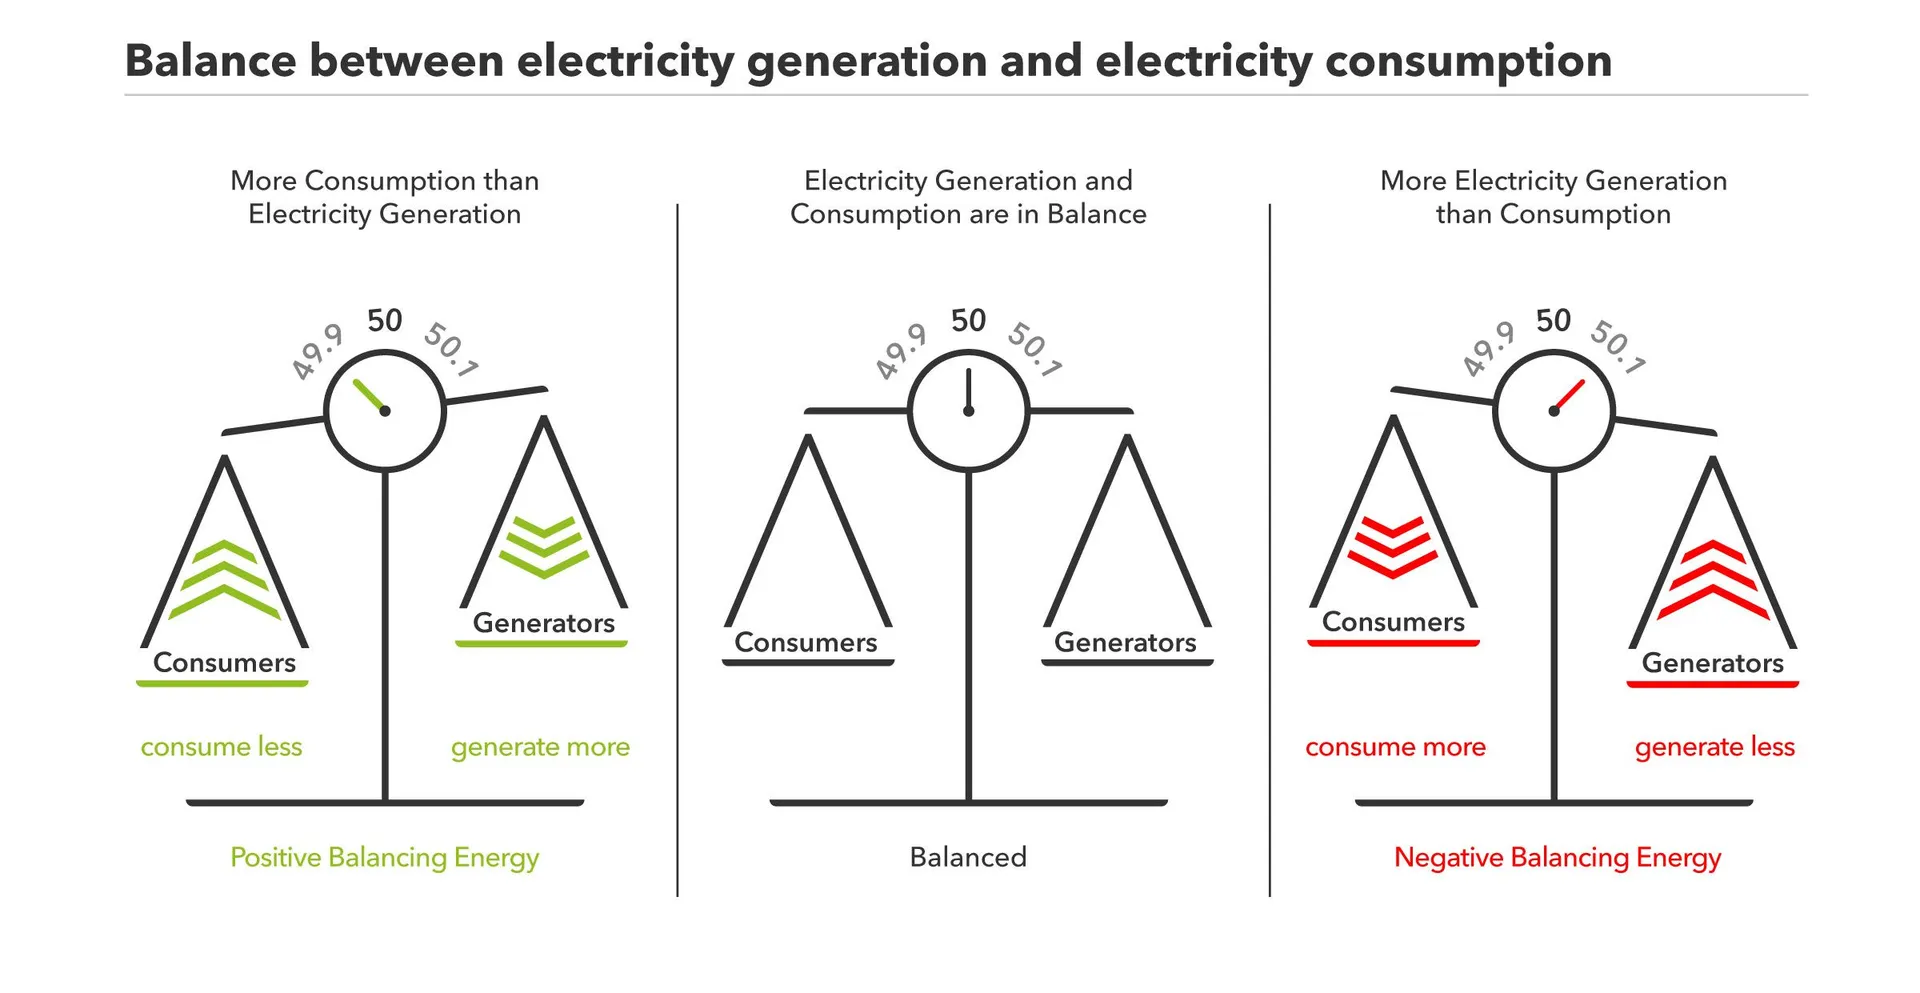 Balance between electricity generation and electricity consumption
More Consumption than
Electricity Generation
49.9
50
50.1
Consumers
Generators
consume less
generate more
Positive Balancing Energy
Electricity Generation and
Consumption are in Balance
49.9
50
50.1
Consumers
Generators
Balanced
More Electricity Generation
than Consumption
49.9
50
50.1
Consumers
Generators
consume more
generate less
Negative Balancing Energy